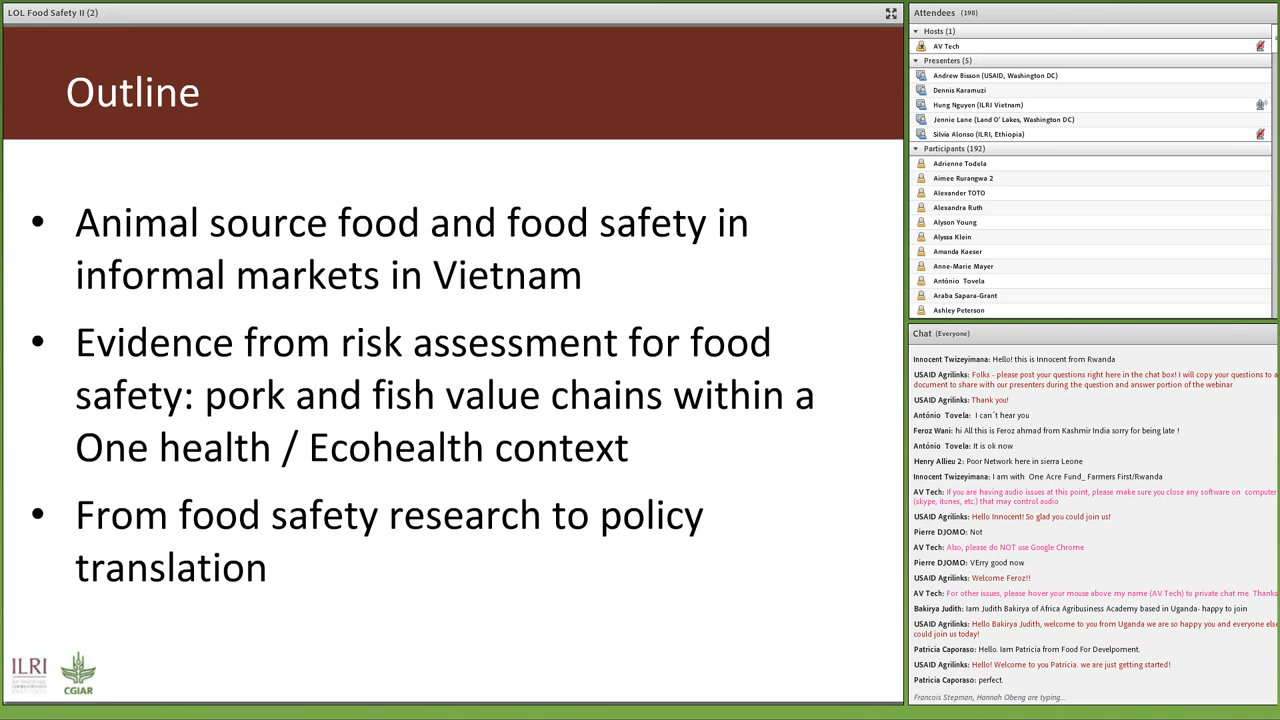 LOL Food Safety II (2)
Outline
• Animal source food and food safety in
informal markets in Vietnam
• Evidence from risk assessment for food
safety: pork and fish value chains within a
One health / Ecohealth context
• From food safety research to policy
translation
ILRI
CGIAR
Attendees (198)
Hosts (1)
AV Tech
Presenters (5)
Andrew Bisson (USAID, Washington DC)
Dennis Karamuzi
Hung Nguyen (ILRI Vietnam)
Jennie Lane (Land O' Lakes, Washington DC)
Silvia Alonso (ILRI, Ethiopia)
Participants (192)
Adrienne Todela
Aimee Rurangwa 2
Alexander TOTO
Alexandra Ruth
Alyson Young
Alyssa Klein
Amanda Kaeser
Anne-Marie Mayer
António Tovela
Araba Sapara-Grant
Ashley Peterson
Chat (Everyone)
Innocent Twizeyimana: Hello! this is Innocent from Rwanda
USAID Agrilinks: Folks - please post your questions right here in the chat box! I will copy your questions to a
document to share with our presenters during the question and answer portion of the webinar
USAID Agrilinks: Thank you!
António Tovela: I can´t hear you
Feroz Wani: hi All this is Feroz ahmad from Kashmir India sorry for being late !
António Tovela: It is ok now
Henry Allieu 2: Poor Network here in sierra Leone
Innocent Twizeyimana: I am with One Acre Fund_ Farmers First/Rwanda
AV Tech: If you are having audio issues at this point, please make sure you close any software on computer
(skype, itunes, etc.) that may control audio
USAID Agrilinks: Hello Innocent! So glad you could join us!
Pierre DJOMO: Not
AV Tech: Also, please do NOT use Google Chrome
Pierre DJOMO: VErry good now
USAID Agrilinks: Welcome Feroz!!
AV Tech: For other issues, please hover your mouse above my name (AV Tech) to private chat me. Thanks
Bakirya Judith: Iam Judith Bakirya of Africa Agribusiness Academy based in Uganda- happy to join
USAID Agrilinks: Hello Bakirya Judith, welcome to you from Uganda we are so happy you and everyone else
could join us today!
Patricia Caporaso: Hello. Iam Patricia from Food For Develpoment.
USAID Agrilinks: Hello! Welcome to you Patricia. we are just getting started!
Patricia Caporaso: perfect.
Francois Stepman, Hannah Obeng are typing...